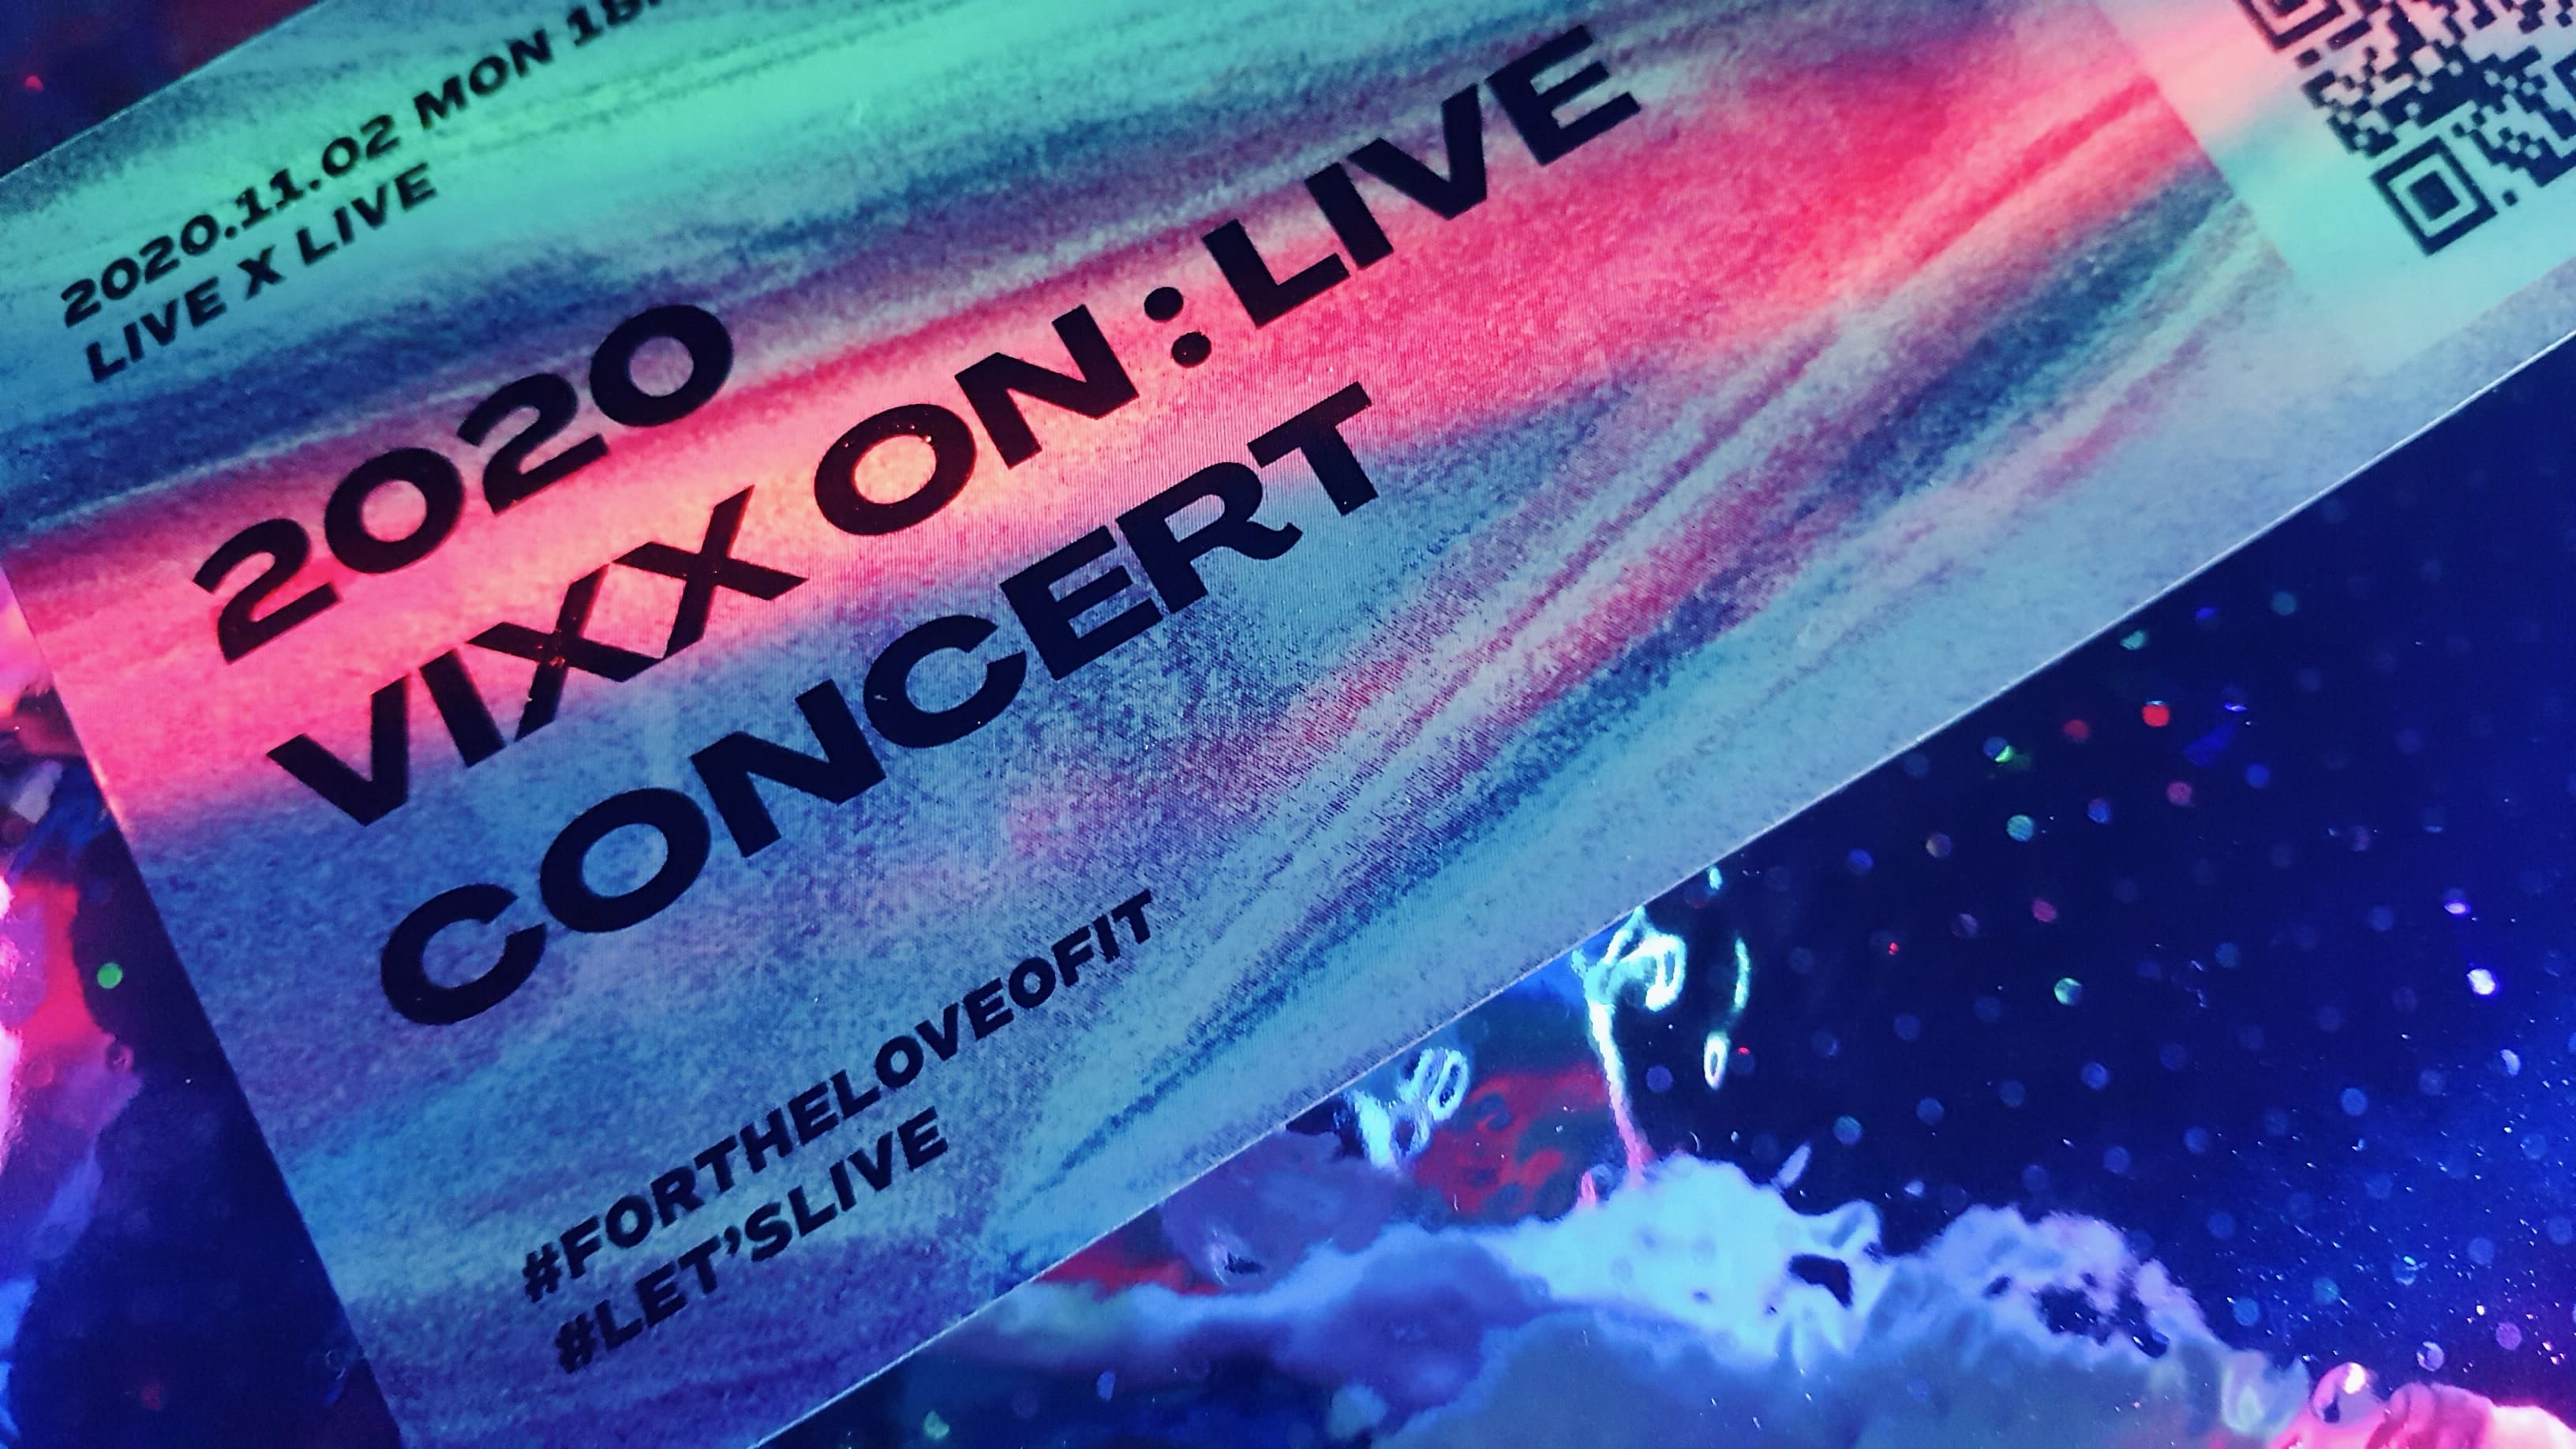 2020.11.02 MON
LIVE X LIVE
2020
VIXX ON : LIVE
CONCERT
#FORTHELOVEOFIT
#LET'SLIVE